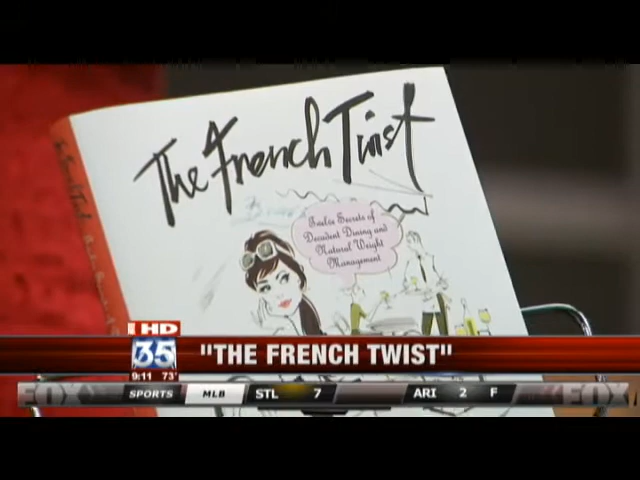 The French Twist
Twelve Secrets of
Decadent Dining and
Natural Weight
Management
HD
35
"THE FRENCH TWIST"
9:11 73°
FOX SPORTS MLB STL 7 ARI 2 F FOX